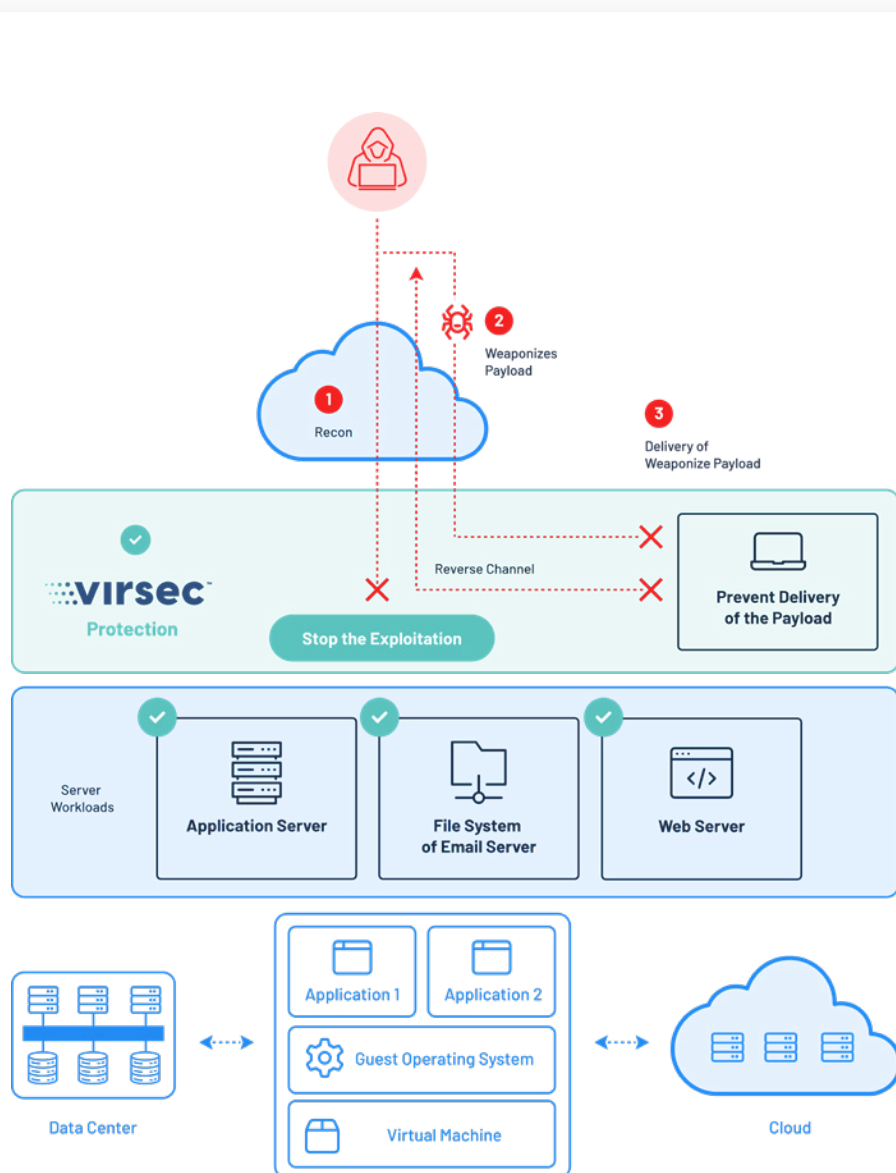 2
Weaponizes
Payload
1
Recon
3
Delivery of
Weaponize Payload
virsec™
Protection
Reverse Channel
Stop the Exploitation
Prevent Delivery
of the Payload
Server
Workloads
Application Server
File System
of Email Server
</>
Web Server
Application 1
Application 2
Guest Operating System
Virtual Machine
Data Center
Cloud